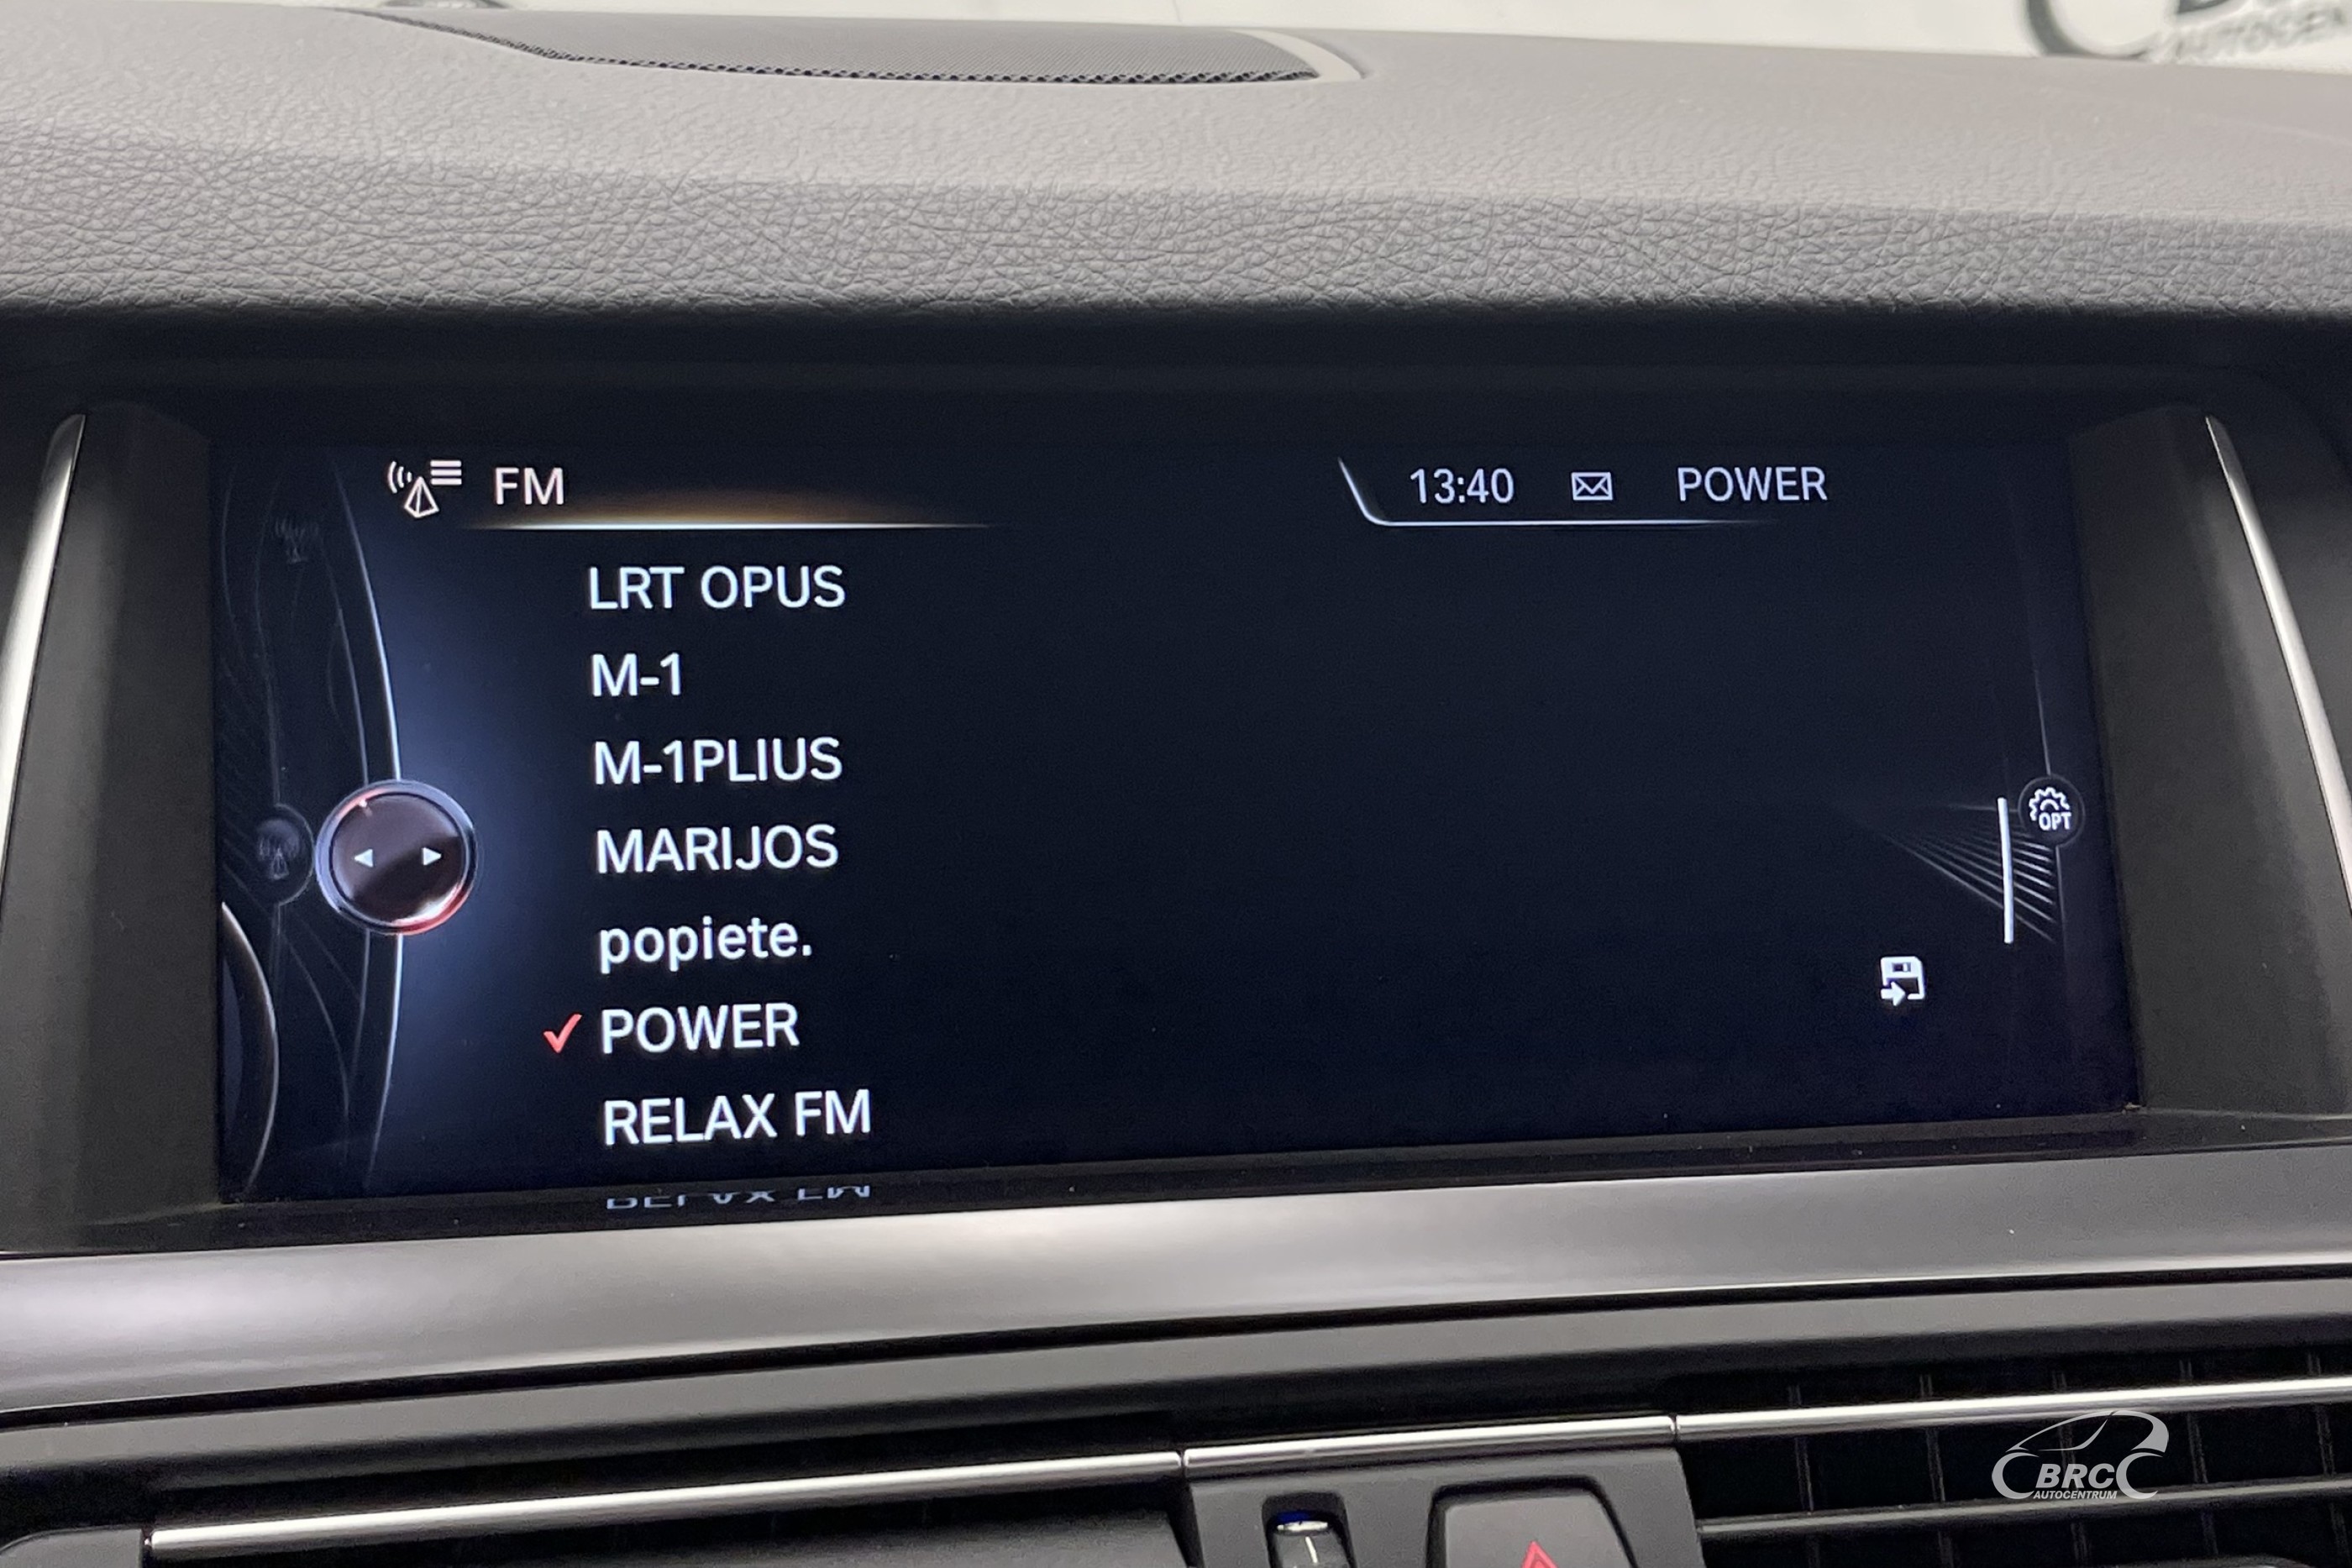 FM
13:40 POWER
LRT OPUS
M-1
M-1PLIUS
MARIJOS
popiete.
POWER
RELAX FM
OPT
BRC
AUTOCENTRUM